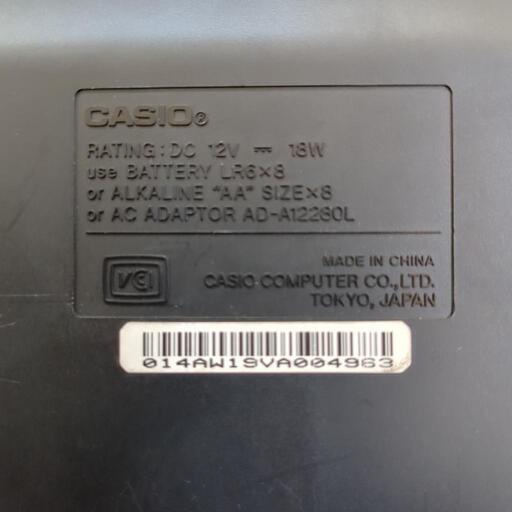 CASIO®
RATING: DC 12V ⎓ 18W
use BATTERY LR6×8
or ALKALINE "AA" SIZE×8
or AC ADAPTOR AD-A12280L
MADE IN CHINA
VCI
CASIO COMPUTER CO.,LTD.
TOKYO, JAPAN
014AW19VA004963